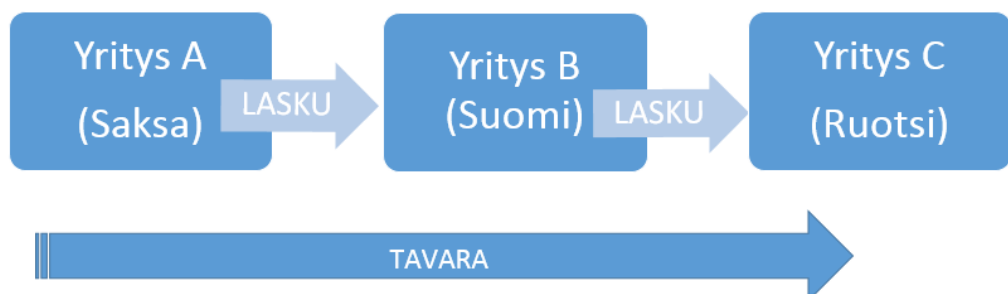 Yritys A
(Saksa)
LASKU
Yritys B
(Suomi)
LASKU
Yritys C
(Ruotsi)
TAVARA